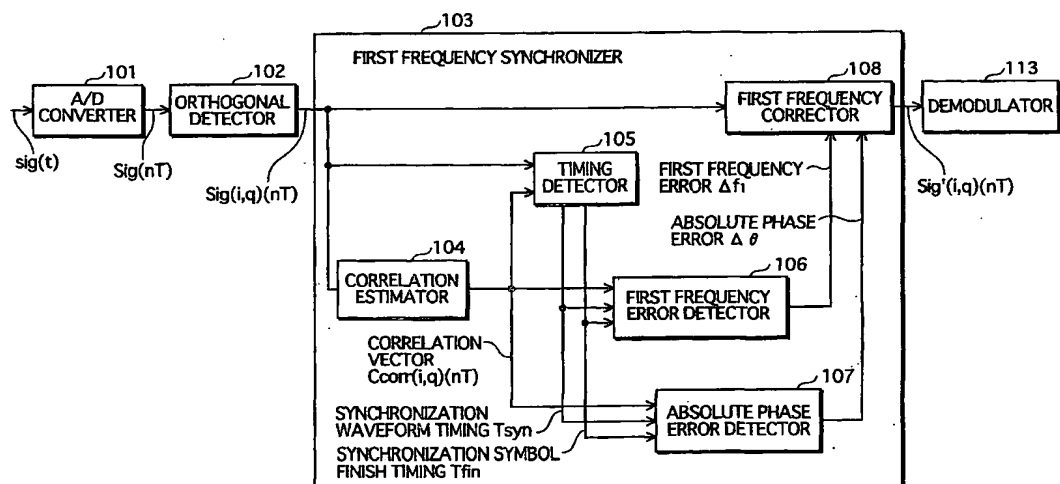 103
FIRST FREQUENCY SYNCHRONIZER
101
A/D
CONVERTER
102
ORTHOGONAL
DETECTOR
108
FIRST FREQUENCY
CORRECTOR
113
DEMODULATOR
sig(t)
Sig(nT)
Sig(i,q)(nT)
105
TIMING
DETECTOR
FIRST FREQUENCY
ERROR Δf1
Sig'(i,q)(nT)
ABSOLUTE PHASE
ERROR Δ θ
104
CORRELATION
ESTIMATOR
106
FIRST FREQUENCY
ERROR DETECTOR
CORRELATION
VECTOR
Ccorr(i,q)(nT)
107
ABSOLUTE PHASE
ERROR DETECTOR
SYNCHRONIZATION
WAVEFORM TIMING Tsyn
SYNCHRONIZATION SYMBOL
FINISH TIMING Tfin